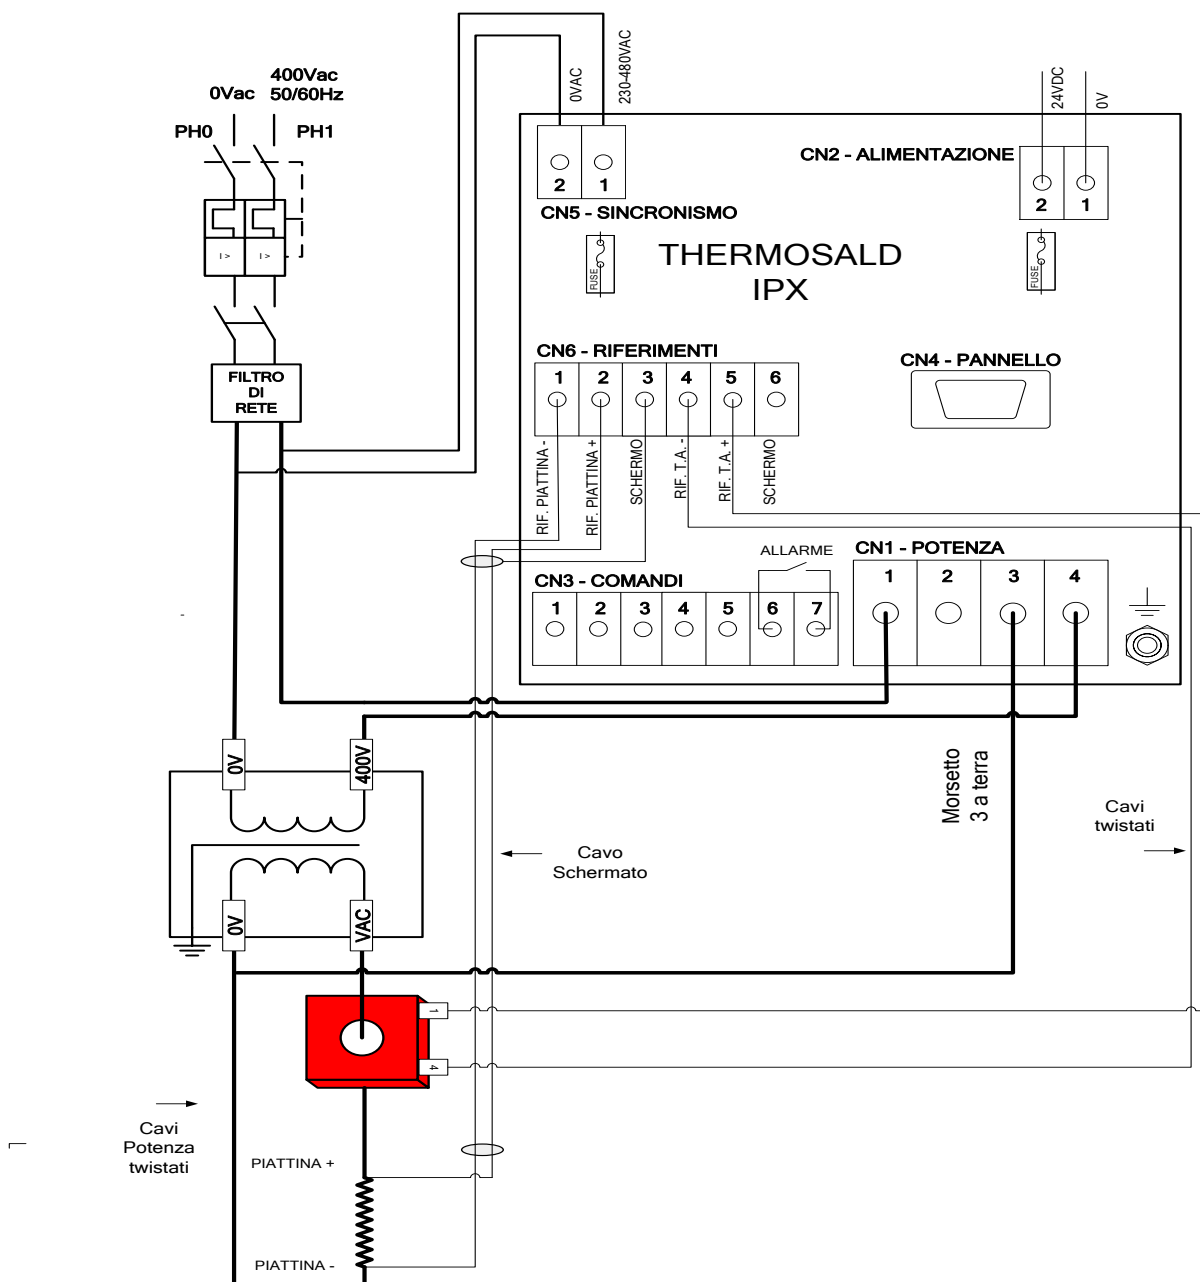 400Vac
0Vac 50/60Hz
PH0 PH1
I > I >
FILTRO
DI
RETE
0VAC
230-480VAC
2 1
CN5 - SINCRONISMO
FUSE
24VDC
0V
CN2 - ALIMENTAZIONE
2 1
FUSE
THERMOSALD
IPX
CN6 - RIFERIMENTI
1 2 3 4 5 6
RIF. PIATTINA -
RIF. PIATTINA +
SCHERMO
RIF. T.A. -
RIF. T.A. +
SCHERMO
CN4 - PANNELLO
ALLARME
CN3 - COMANDI
1 2 3 4 5 6 7
CN1 - POTENZA
1 2 3 4
0V
400V
0V
VAC
Morsetto
3 a terra
Cavo
Schermato
Cavi
twistati
1
4
Cavi
Potenza
twistati
PIATTINA +
PIATTINA -